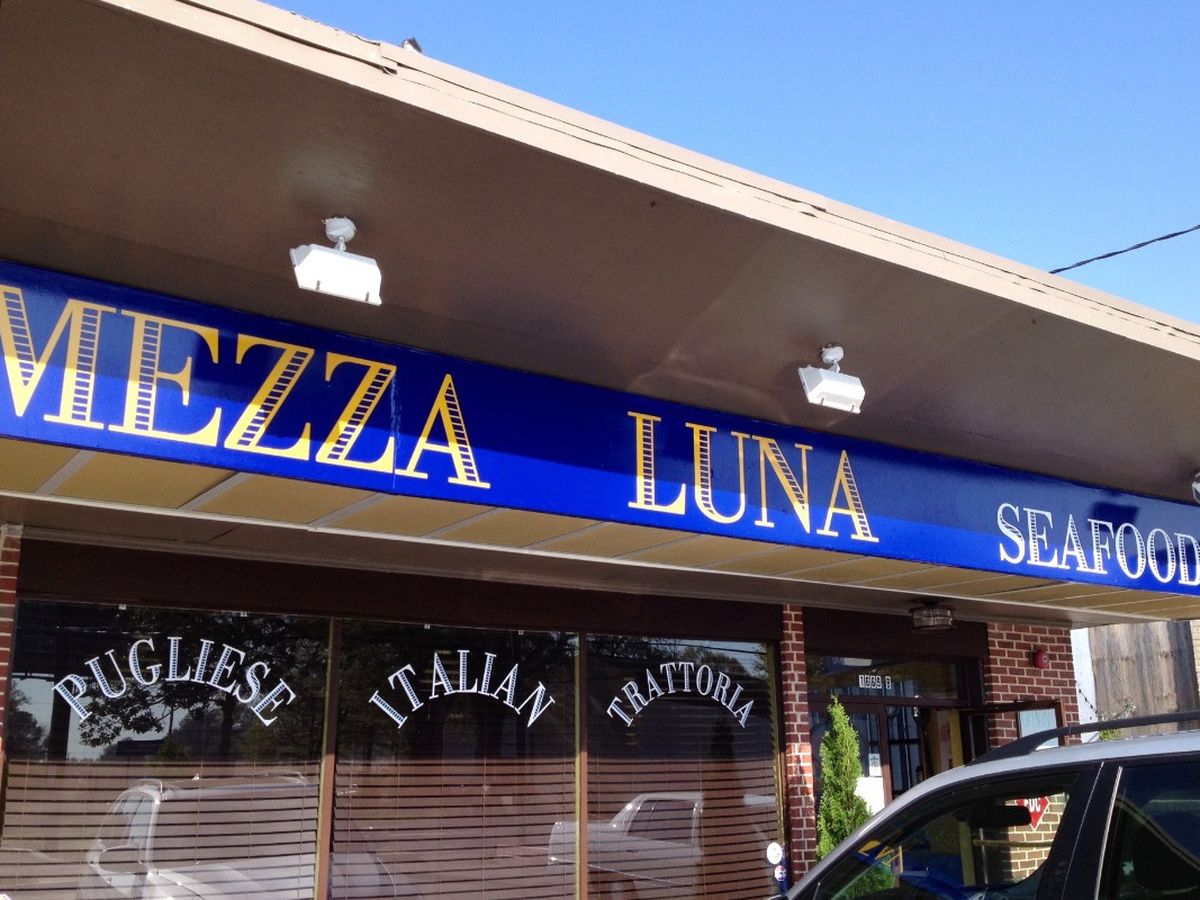 MEZZA LUNA SEAFOOD
PUGLIESE ITALIAN TRATTORIA